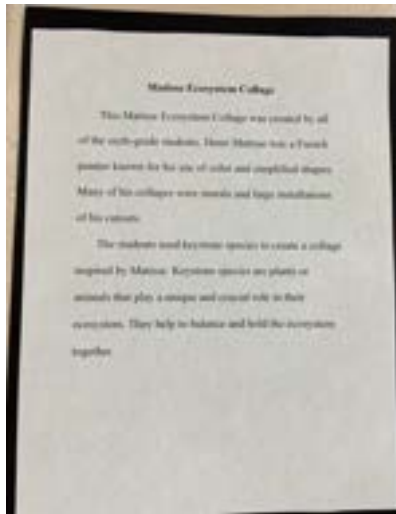 Matisse Ecosystem Collage
This Matisse Ecosystem Collage was created by all
of the sixth-grade students. Henri Matisse was a French
painter known for his use of color and simplified shapes.
Many of his collages were murals and large installations
of his cutouts.
The students used keystone species to create a collage
inspired by Matisse. Keystone species are plants or
animals that play a unique and crucial role in their
ecosystem. They help to balance and hold the ecosystem
together.